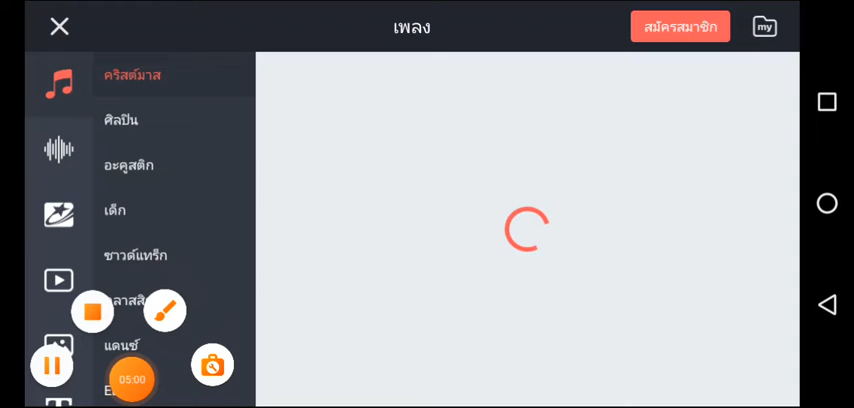 เพลง
สมัครสมาชิก
my
คริสต์มาส
ศิลปิน
อะคูสติก
เด็ก
ซาวด์แทร็ก
แดนซ์
05:00